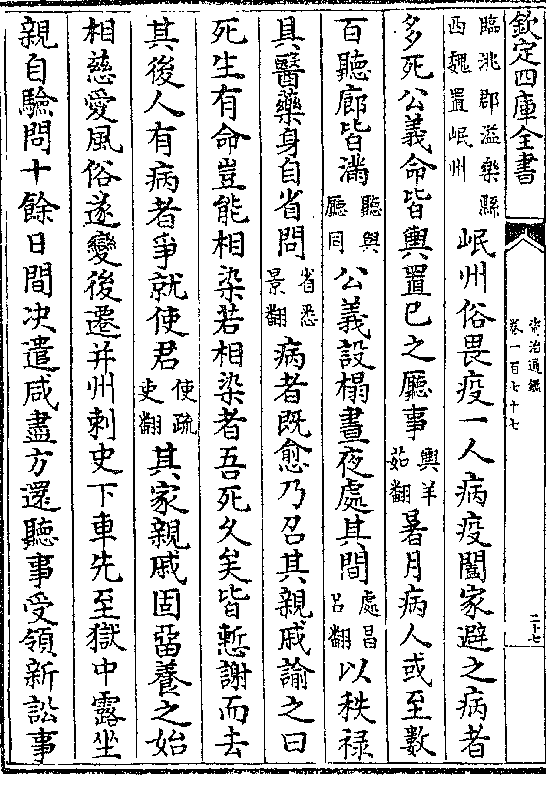 欽定四庫全書
資治通鑑
卷一百七十七
二十七
臨洮郡溢樂縣西魏置岷州岷州俗畏疫一人病疫闔家避之病者
多死公義命皆輿置已之廳事輿羊茹翻暑月病人或至數
百聽廊皆滿聽與廳同公義設榻晝夜處其間處昌呂翻以秩禄
具醫藥身自省問省悉景翻病者既愈乃召其親戚諭之曰
死生有命豈能相染若相染者吾死久矣皆慙謝而去
其後人有病者爭就使君使疏吏翻其家親戚固留養之始
相慈愛風俗遂變後遷并州刺史下車先至獄中露坐
親自驗問十餘日間决遣咸盡方還聽事受領新訟事